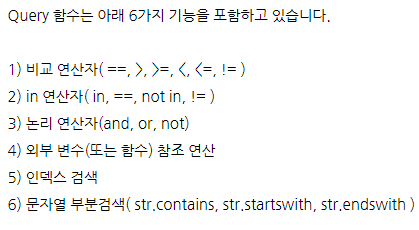 Query 함수는 아래 6가지 기능을 포함하고 있습니다.
1) 비교 연산자( ==, >, >=, <, <=, != )
2) in 연산자( in, ==, not in, != )
3) 논리 연산자(and, or, not)
4) 외부 변수(또는 함수) 참조 연산
5) 인덱스 검색
6) 문자열 부분검색( str.contains, str.startswith, str.endswith )